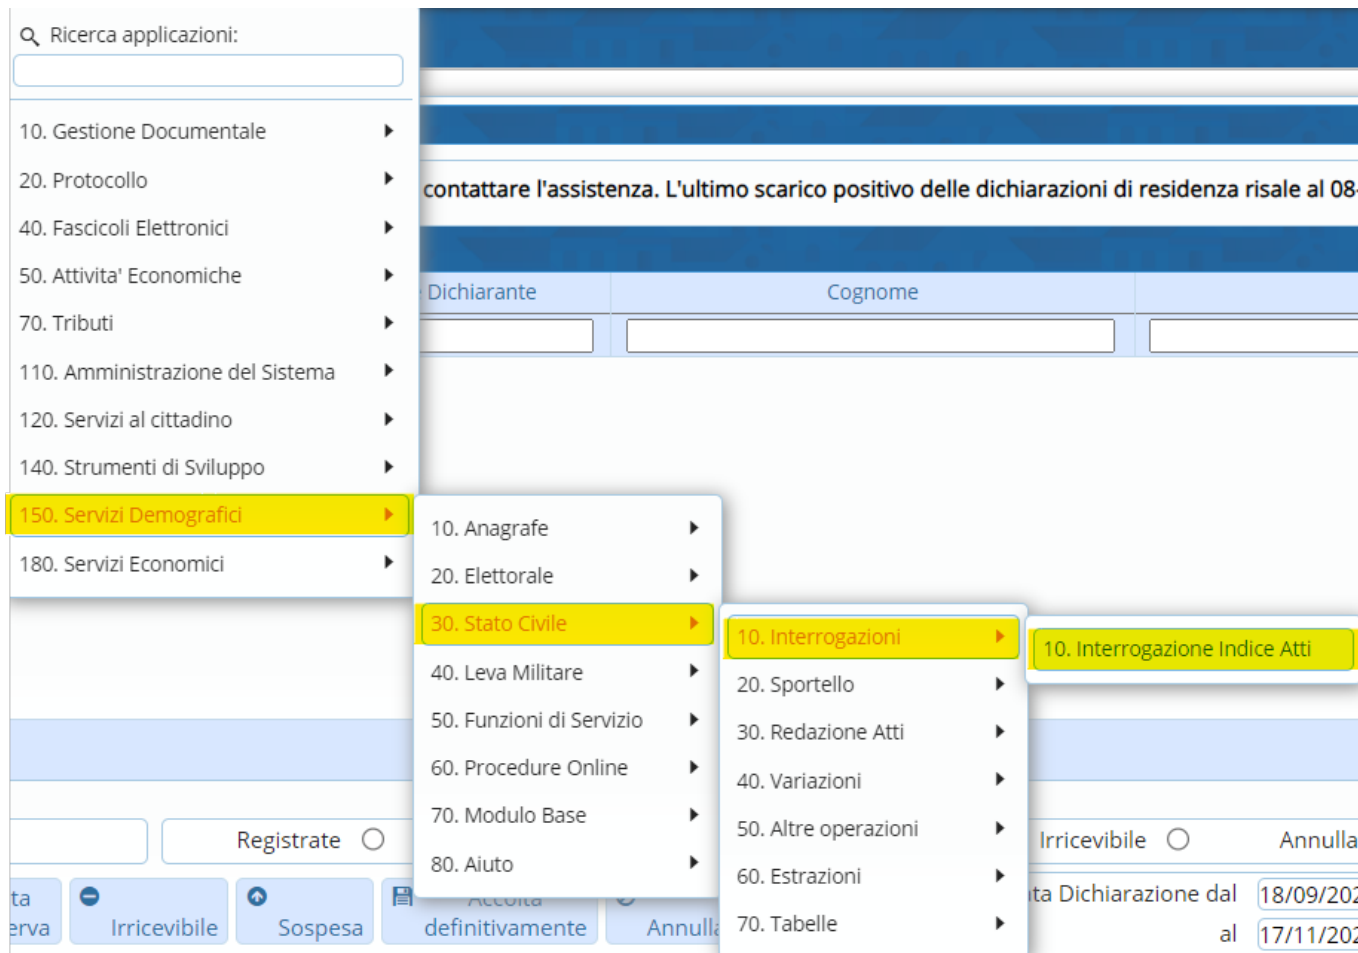 Ricerca applicazioni:
10. Gestione Documentale
20. Protocollo
40. Fascicoli Elettronici
50. Attivita' Economiche
70. Tributi
110. Amministrazione del Sistema
120. Servizi al cittadino
140. Strumenti di Sviluppo
150. Servizi Demografici
180. Servizi Economici
contattare l'assistenza. L'ultimo scarico positivo delle dichiarazioni di residenza risale al 08-
Dichiarante
Cognome
10. Anagrafe
20. Elettorale
30. Stato Civile
40. Leva Militare
50. Funzioni di Servizio
60. Procedure Online
70. Modulo Base
80. Aiuto
10. Interrogazioni
20. Sportello
30. Redazione Atti
40. Variazioni
50. Altre operazioni
60. Estrazioni
70. Tabelle
10. Interrogazione Indice Atti
Registrate
Irricevibile
Annulla
ta
erva
Irricevibile
Sospesa
Accolta
definitivamente
Annulla
ta Dichiarazione dal
18/09/202
al
17/11/202